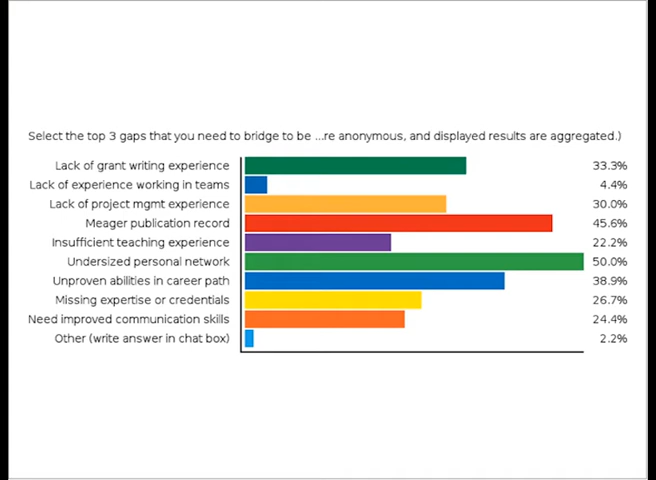 Select the top 3 gaps that you need to bridge to be ...re anonymous, and displayed results are aggregated.)
Lack of grant writing experience 33.3%
Lack of experience working in teams 4.4%
Lack of project mgmt experience 30.0%
Meager publication record 45.6%
Insufficient teaching experience 22.2%
Undersized personal network 50.0%
Unproven abilities in career path 38.9%
Missing expertise or credentials 26.7%
Need improved communication skills 24.4%
Other (write answer in chat box) 2.2%